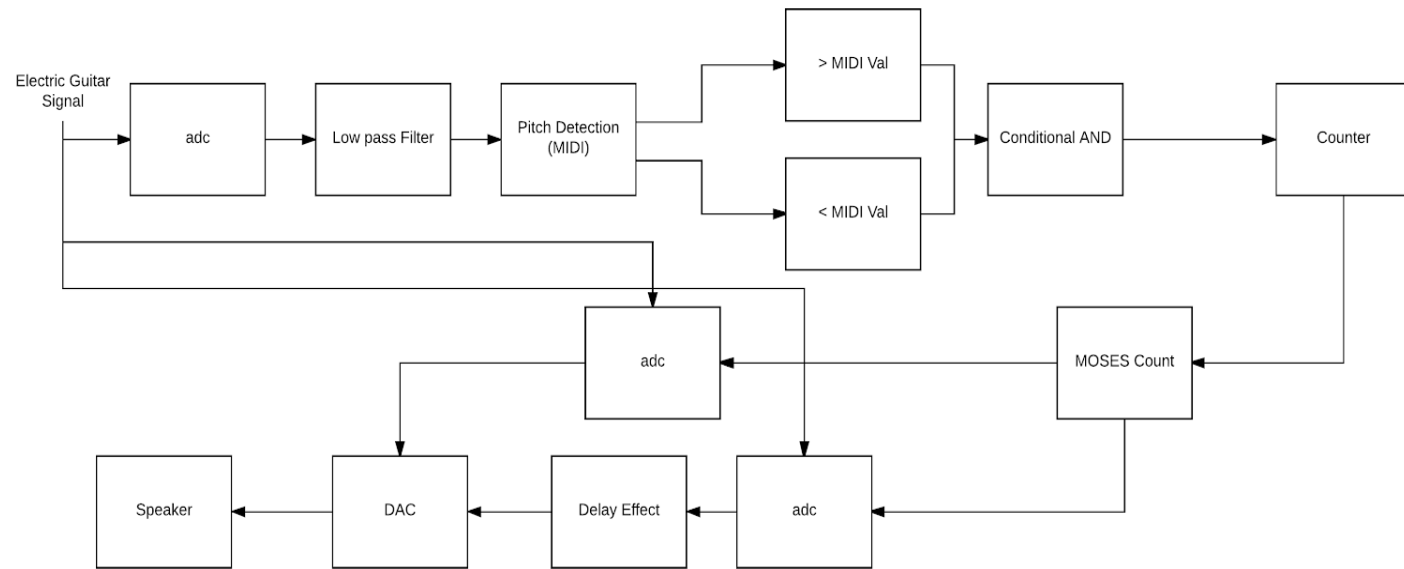 Electric Guitar
Signal
adc
Low pass Filter
Pitch Detection
(MIDI)
> MIDI Val
< MIDI Val
Conditional AND
Counter
adc
MOSES Count
Speaker
DAC
Delay Effect
adc